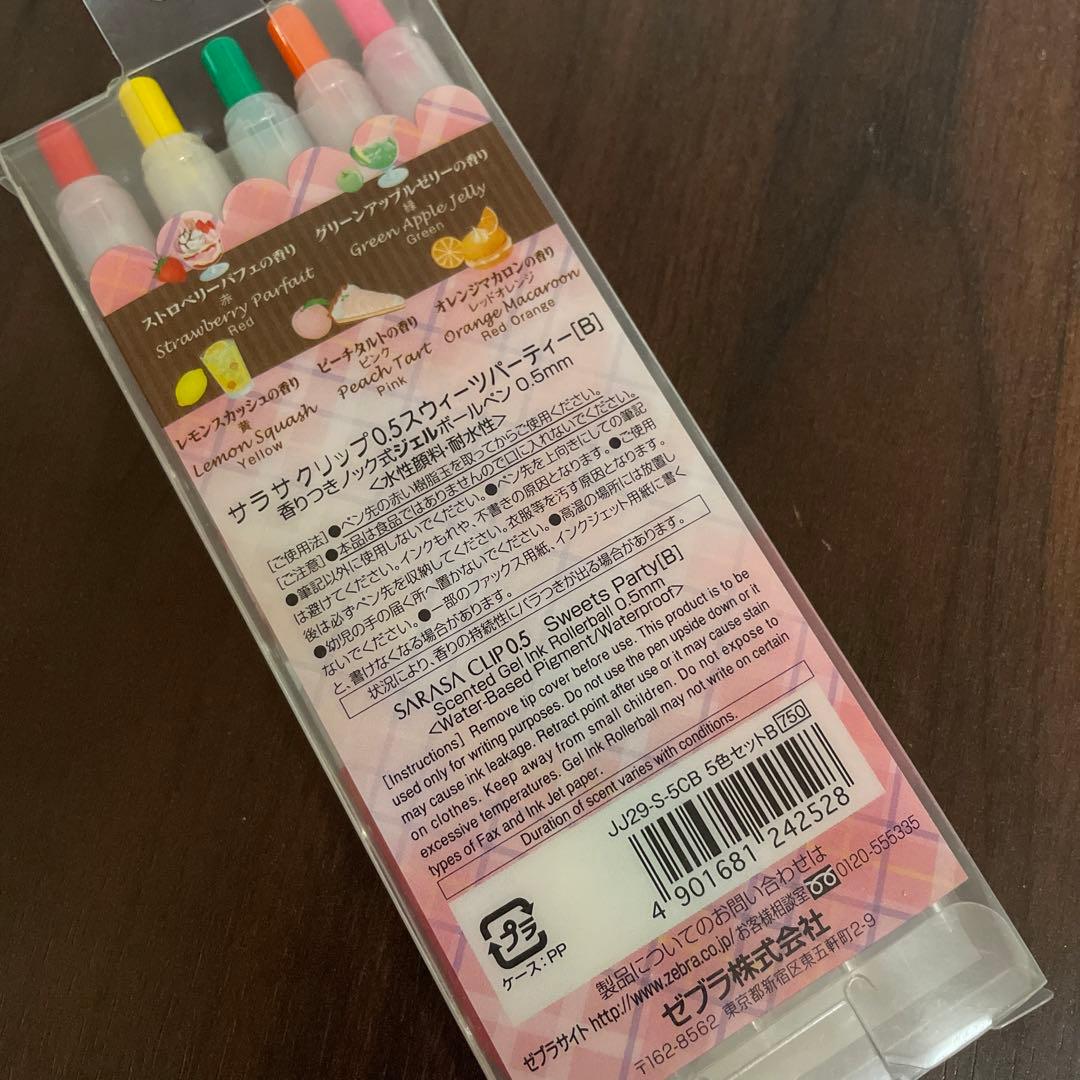 ストロベリーパフェの香り
赤
Strawberry Parfait
Red
グリーンアップルゼリーの香り
緑
Green Apple Jelly
Green
レモンスカッシュの香り
黄
Lemon Squash
Yellow
ピーチタルトの香り
ピンク
Peach Tart
Pink
オレンジマカロンの香り
レッドオレンジ
Orange Macaroon
Red Orange
サラサクリップ0.5スウィーツパーティー[B]
香りつきノック式ジェルボールペン 0.5mm
<水性顔料・耐水性>
[ご使用法]●ペン先の赤い樹脂玉を取ってからご使用ください。
[ご注意]●本品は食品ではありませんので口に入れないでください。
●筆記以外に使用しないでください。●ペン先を上向きにしての筆記
は避けてください。インクもれや、不書きの原因となります。●ご使用
後は必ずペン先を収納してください。衣服等を汚す原因となります。
●幼児の手の届く所へ置かないでください。●高温の場所には放置し
ないでください。●一部のファックス用紙、インクジェット用紙に書く
と、書けなくなる場合があります。
状況により、香りの持続性にバラつきが出る場合があります。
SARASA CLIP 0.5 Sweets Party[B]
Scented Gel Ink Rollerball 0.5mm
<Water-Based Pigment/Waterproof>
[Instructions] Remove tip cover before use. This product is to be
used only for writing purposes. Do not use the pen upside down or it
may cause ink leakage. Retract point after use or it may cause stain
on clothes. Keep away from small children. Do not expose to
excessive temperatures. Gel Ink Rollerball may not write on certain
types of Fax and Ink Jet paper.
Duration of scent varies with conditions.
JJ29-S-5CB 5色セットB 750
4 901681 242528
プラ
ケース:PP
製品についてのお問い合わせは
ゼブラサイト http://www.zebra.co.jp/お客様相談室 0120-555335
ゼブラ株式会社
〒162-8562 東京都新宿区東五軒町2-9